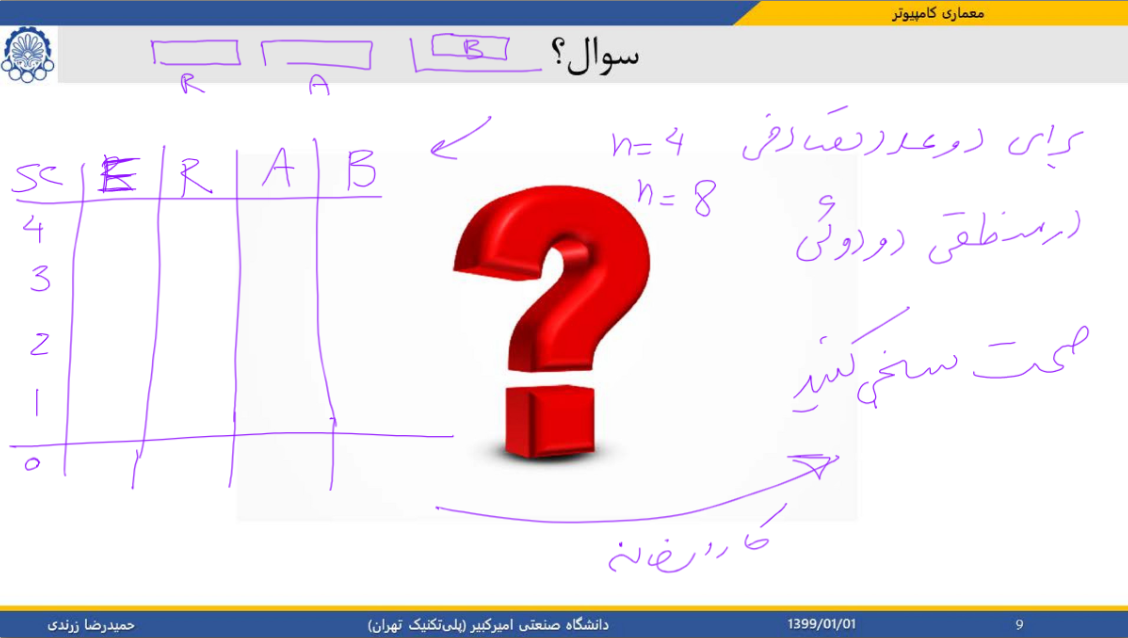 معماری کامپیوتر
سوال؟
R A B
برای دو عدد تصادفی n=4
n=8
در منطق دودوئی
صحت سنجی کنید
SC E R A B
4
3
2
1
0
کار در خانه
حمیدرضا زرندی
دانشگاه صنعتی امیرکبیر (پلی‌تکنیک تهران)
1399/01/01
9